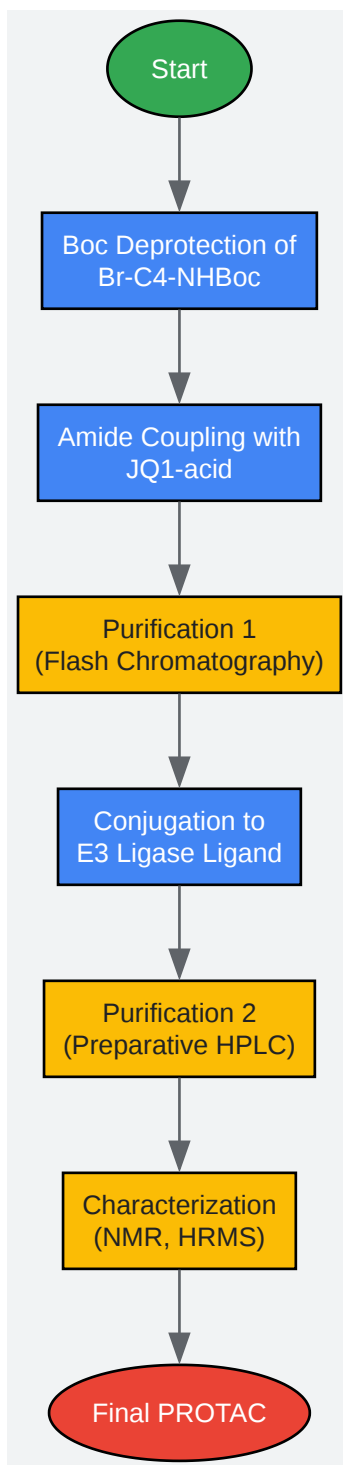 Start
Boc Deprotection of
Br-C4-NHBoc
Amide Coupling with
JQ1-acid
Purification 1
(Flash Chromatography)
Conjugation to
E3 Ligase Ligand
Purification 2
(Preparative HPLC)
Characterization
(NMR, HRMS)
Final PROTAC